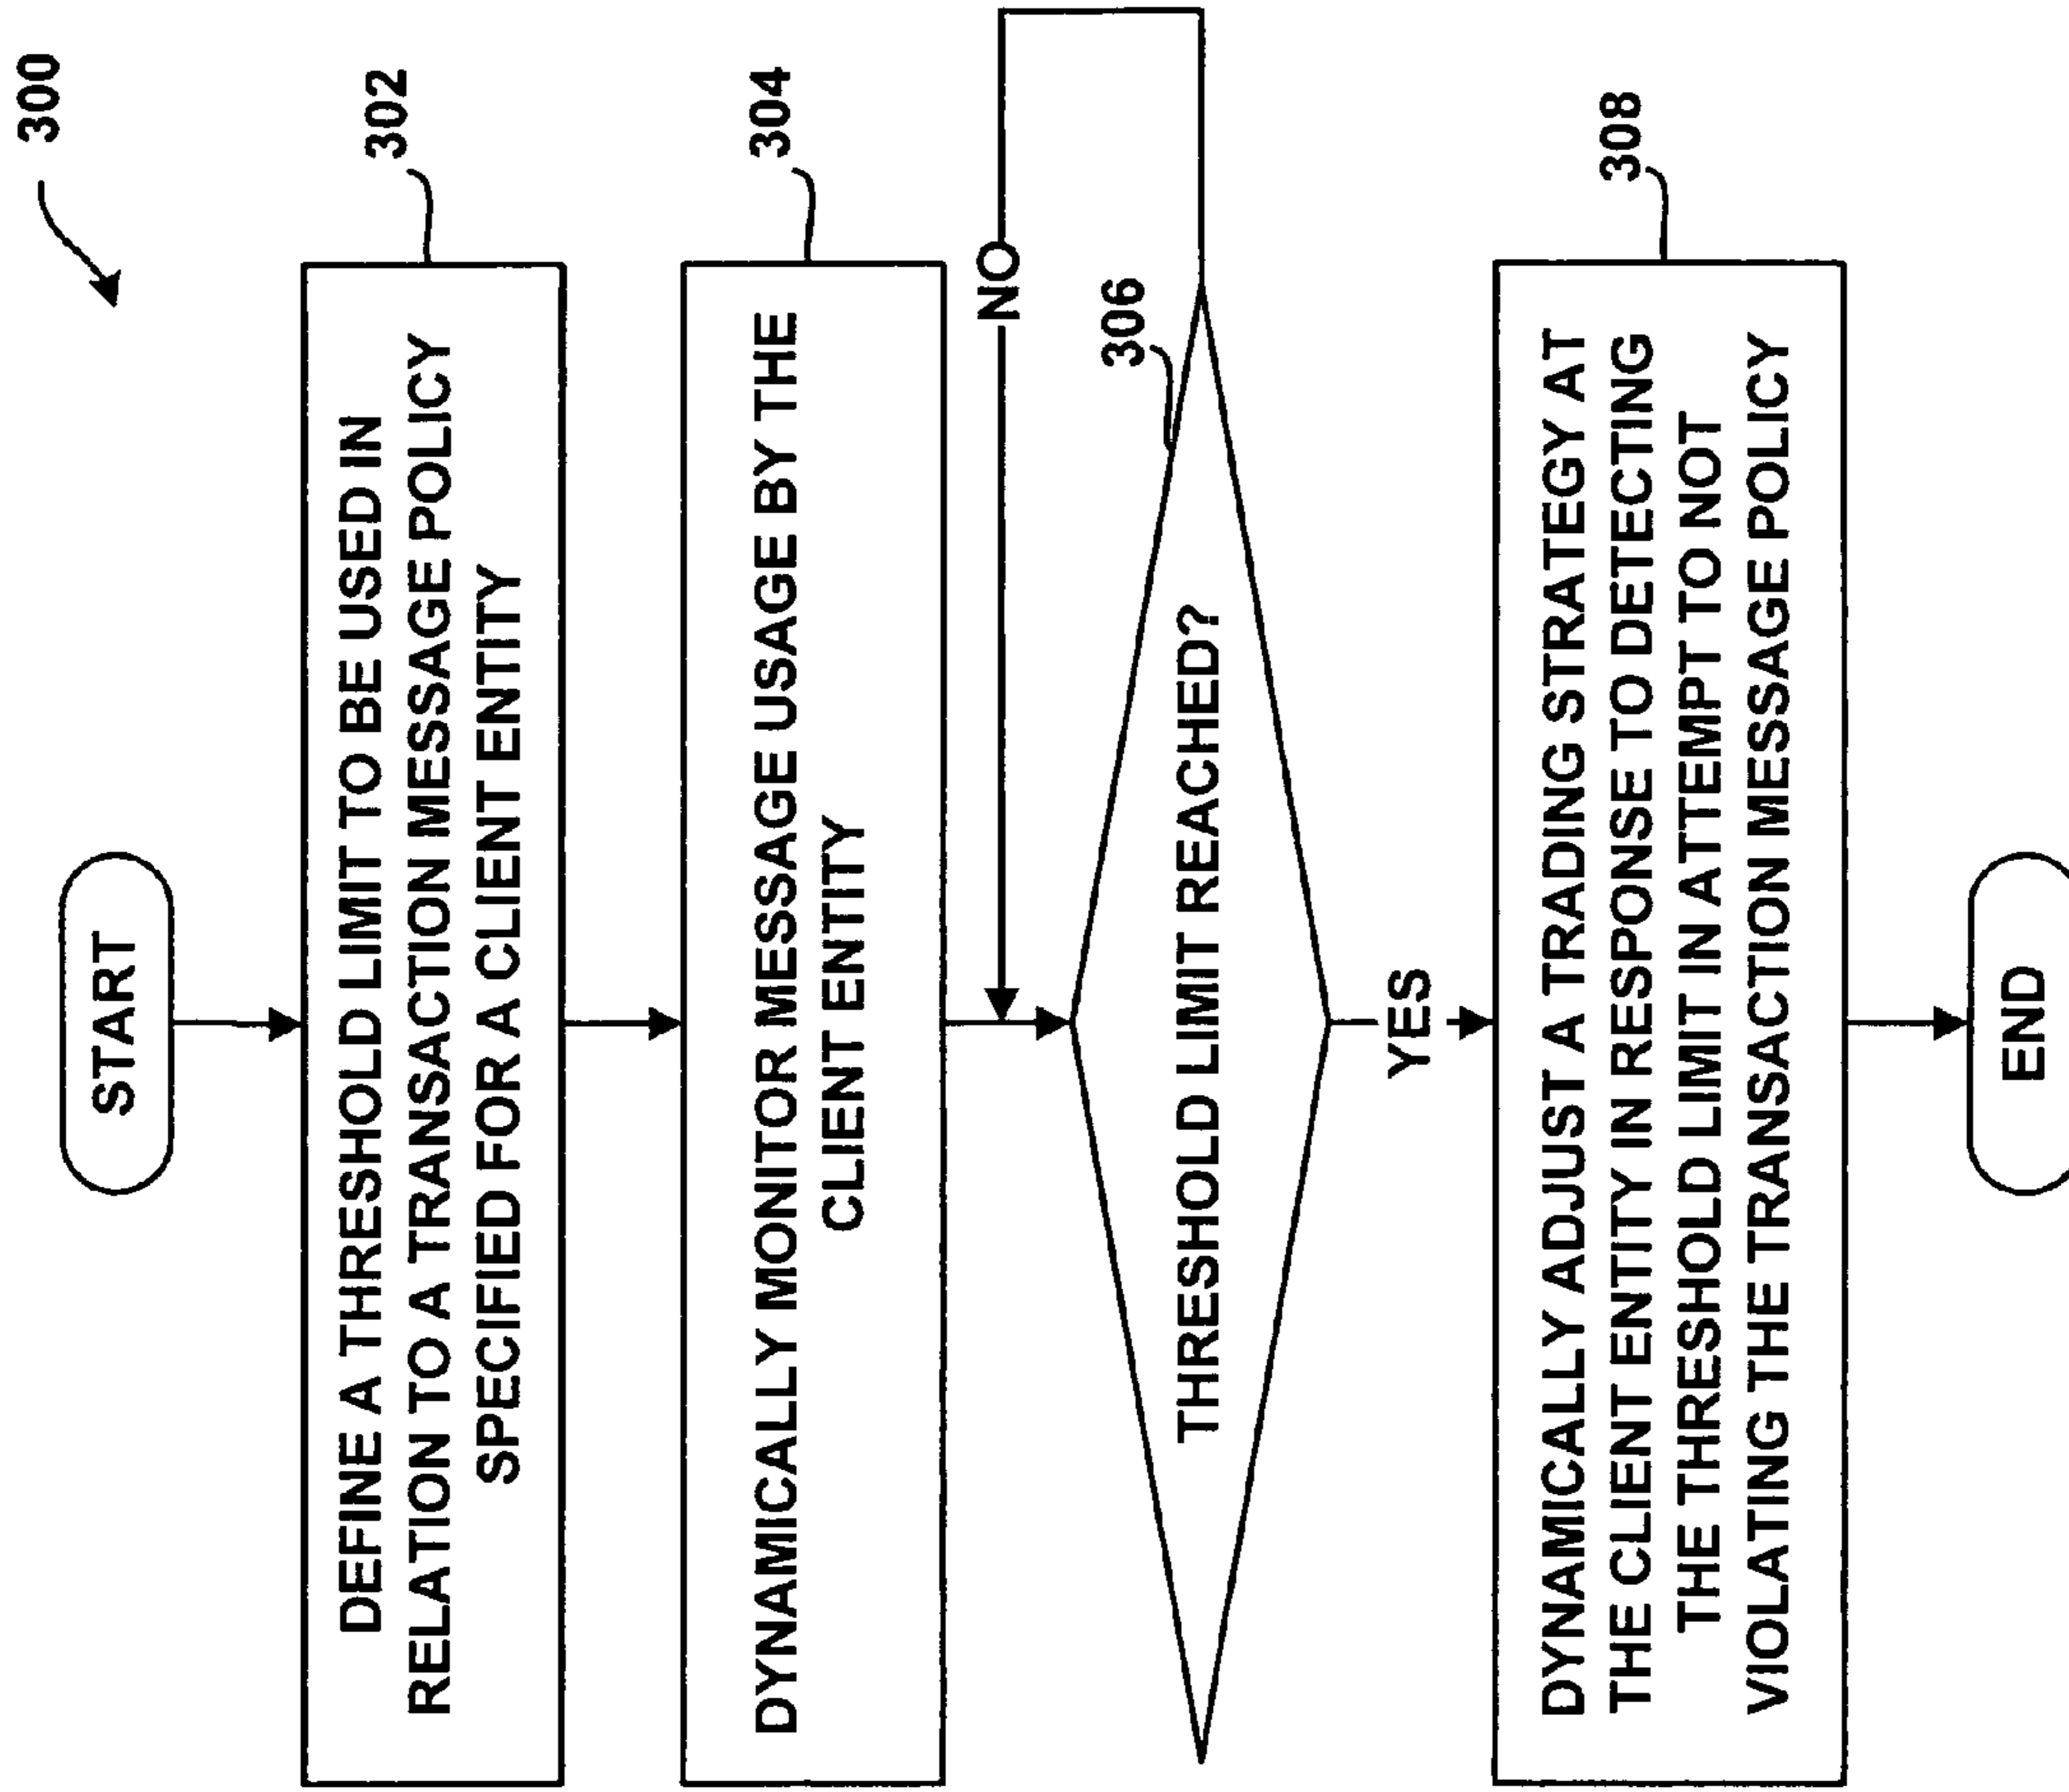 300
START
302
DEFINE A THRESHOLD LIMIT TO BE USED IN
RELATION TO A TRANSACTION MESSAGE POLICY
SPECIFIED FOR A CLIENT ENTITY
304
DYNAMICALLY MONITOR MESSAGE USAGE BY THE
CLIENT ENTITY
NO
306
THRESHOLD LIMIT REACHED?
YES
308
DYNAMICALLY ADJUST A TRADING STRATEGY AT
THE CLIENT ENTITY IN RESPONSE TO DETECTING
THE THRESHOLD LIMIT IN ATTEMPT TO NOT
VIOLATING THE TRANSACTION MESSAGE POLICY
END